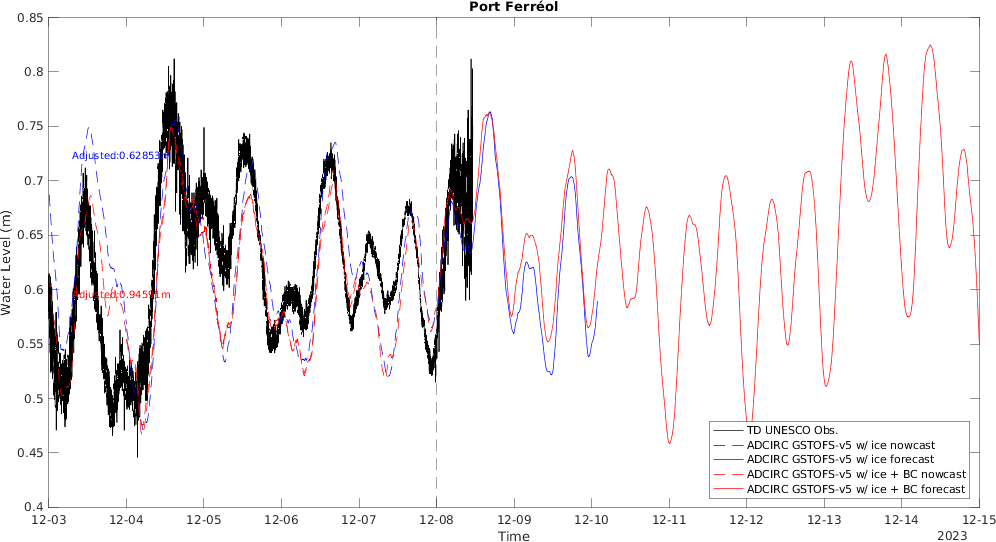 Port Ferréol
0.85
0.8
0.75
0.7
0.65
0.6
0.55
0.5
0.45
0.4
Water Level (m)
Adjusted:0.62853m
Adjusted:0.94591m
TD UNESCO Obs.
ADCIRC GSTOFS-v5 w/ ice nowcast
ADCIRC GSTOFS-v5 w/ ice forecast
ADCIRC GSTOFS-v5 w/ ice + BC nowcast
ADCIRC GSTOFS-v5 w/ ice + BC forecast
12-03 12-04 12-05 12-06 12-07 12-08 12-09 12-10 12-11 12-12 12-13 12-14 12-15
Time
2023